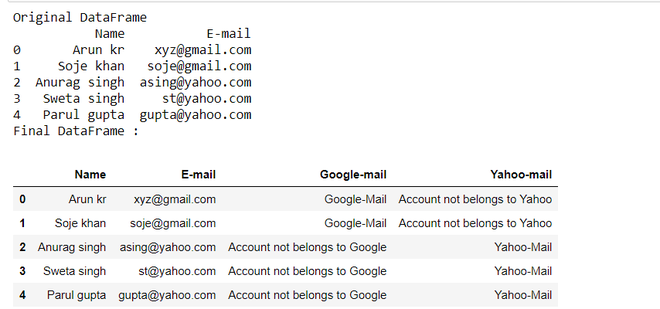 Original DataFrame
Name E-mail
0 Arun kr xyz@gmail.com
1 Soje khan soje@gmail.com
2 Anurag singh asing@yahoo.com
3 Sweta singh st@yahoo.com
4 Parul gupta gupta@yahoo.com
Final DataFrame :
Name E-mail Google-mail Yahoo-mail
0 Arun kr xyz@gmail.com Google-Mail Account not belongs to Yahoo
1 Soje khan soje@gmail.com Google-Mail Account not belongs to Yahoo
2 Anurag singh asing@yahoo.com Account not belongs to Google Yahoo-Mail
3 Sweta singh st@yahoo.com Account not belongs to Google Yahoo-Mail
4 Parul gupta gupta@yahoo.com Account not belongs to Google Yahoo-Mail